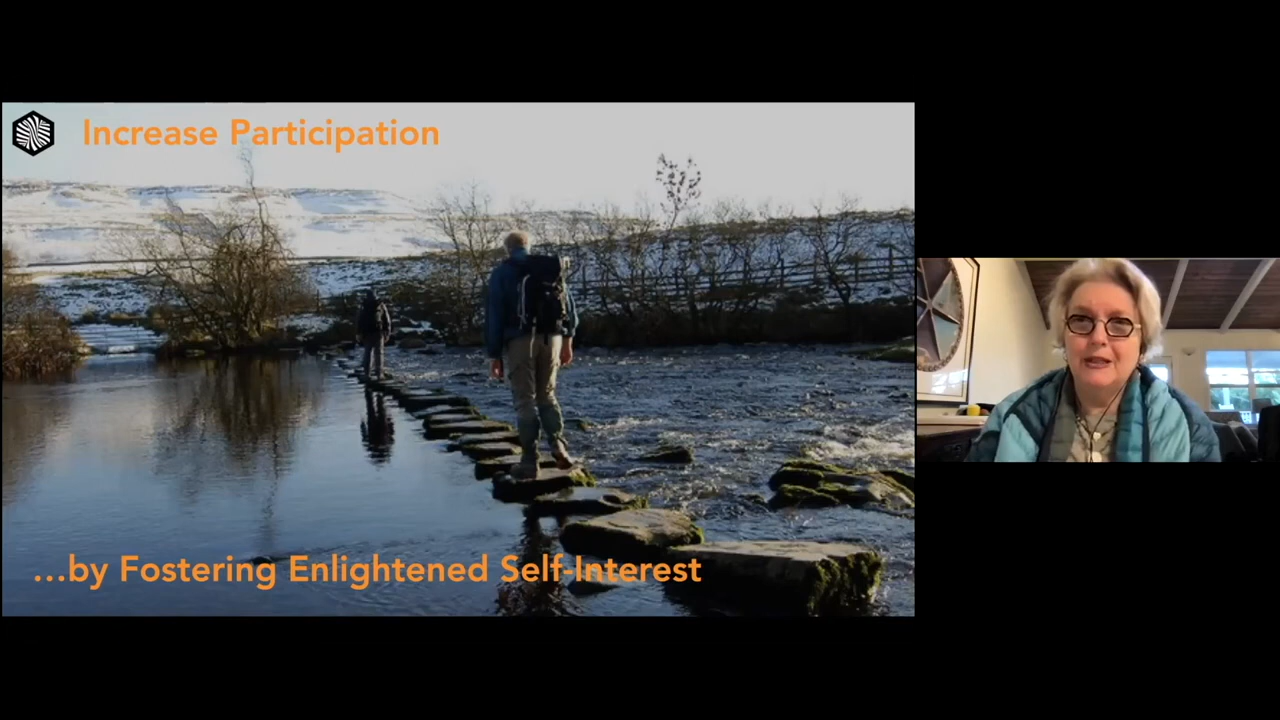 Increase Participation
...by Fostering Enlightened Self-Interest